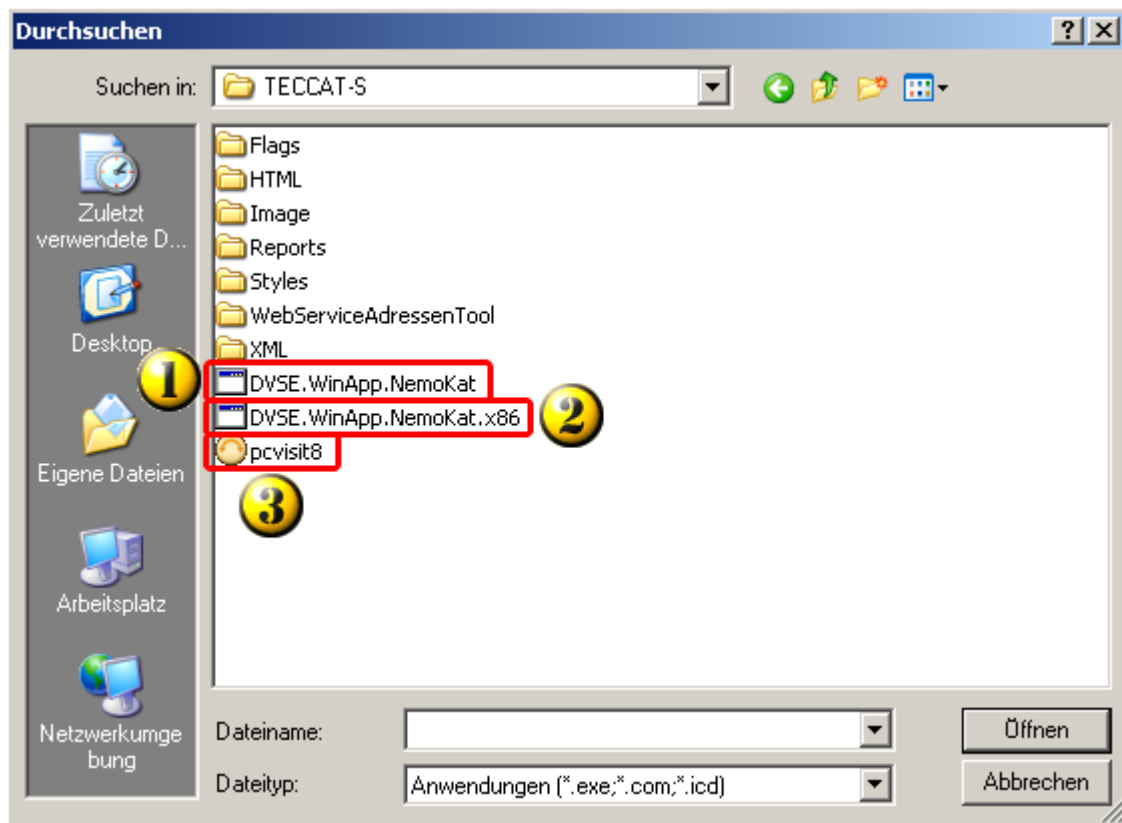 Durchsuchen
Suchen in:
TECCAT-S
Zuletzt
verwendete D...
Desktop
Eigene Dateien
Arbeitsplatz
Netzwerkumge
bung
Flags
HTML
Image
Reports
Styles
WebServiceAdressenTool
XML
1
DVSE.WinApp.NemoKat
DVSE.WinApp.NemoKat.x86
2
pcvisit8
3
Dateiname:
Öffnen
Dateityp:
Anwendungen (*.exe;*.com;*.icd)
Abbrechen